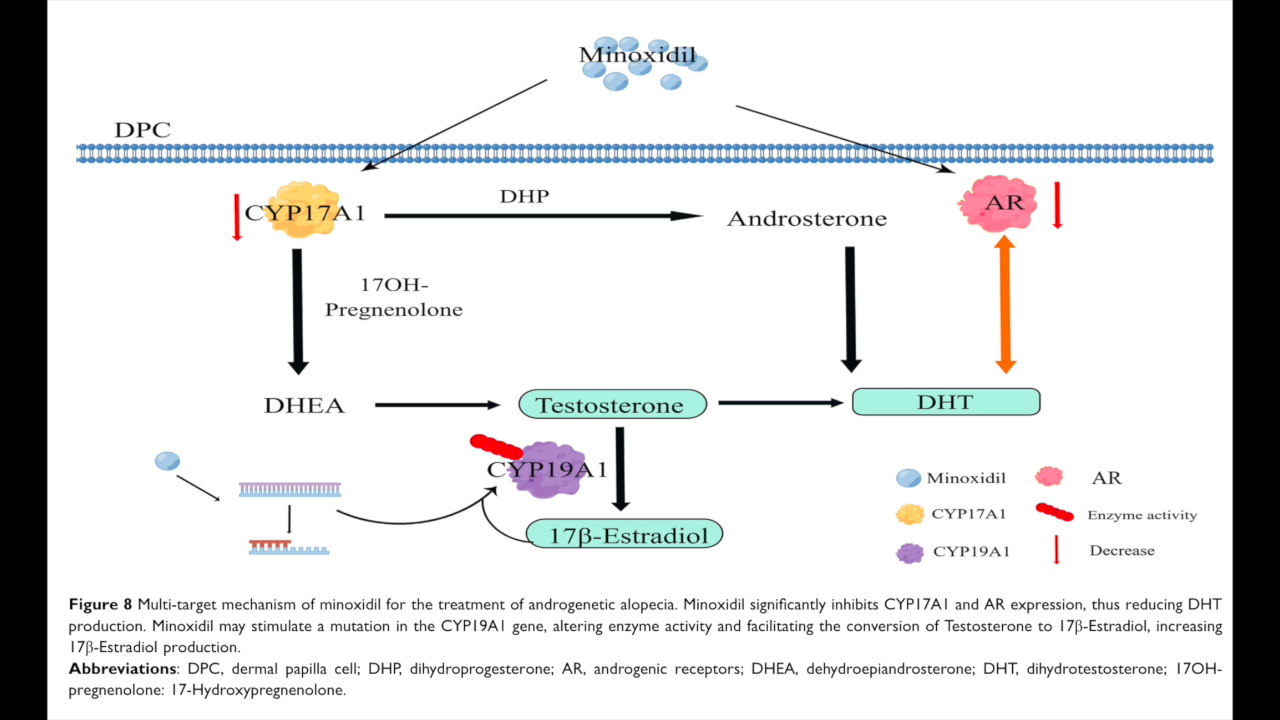 Minoxidil
DPC
CYP17A1
DHP
Androsterone
AR
17OH-
Pregnenolone
DHEA
Testosterone
DHT
CYP19A1
17β-Estradiol
Minoxidil
AR
CYP17A1
Enzyme activity
CYP19A1
Decrease
Figure 8 Multi-target mechanism of minoxidil for the treatment of androgenetic alopecia. Minoxidil significantly inhibits CYP17A1 and AR expression, thus reducing DHT
production. Minoxidil may stimulate a mutation in the CYP19A1 gene, altering enzyme activity and facilitating the conversion of Testosterone to 17β-Estradiol, increasing
17β-Estradiol production.
Abbreviations: DPC, dermal papilla cell; DHP, dihydroprogesterone; AR, androgenic receptors; DHEA, dehydroepiandrosterone; DHT, dihydrotestosterone; 17OH-
pregnenolone: 17-Hydroxypregnenolone.